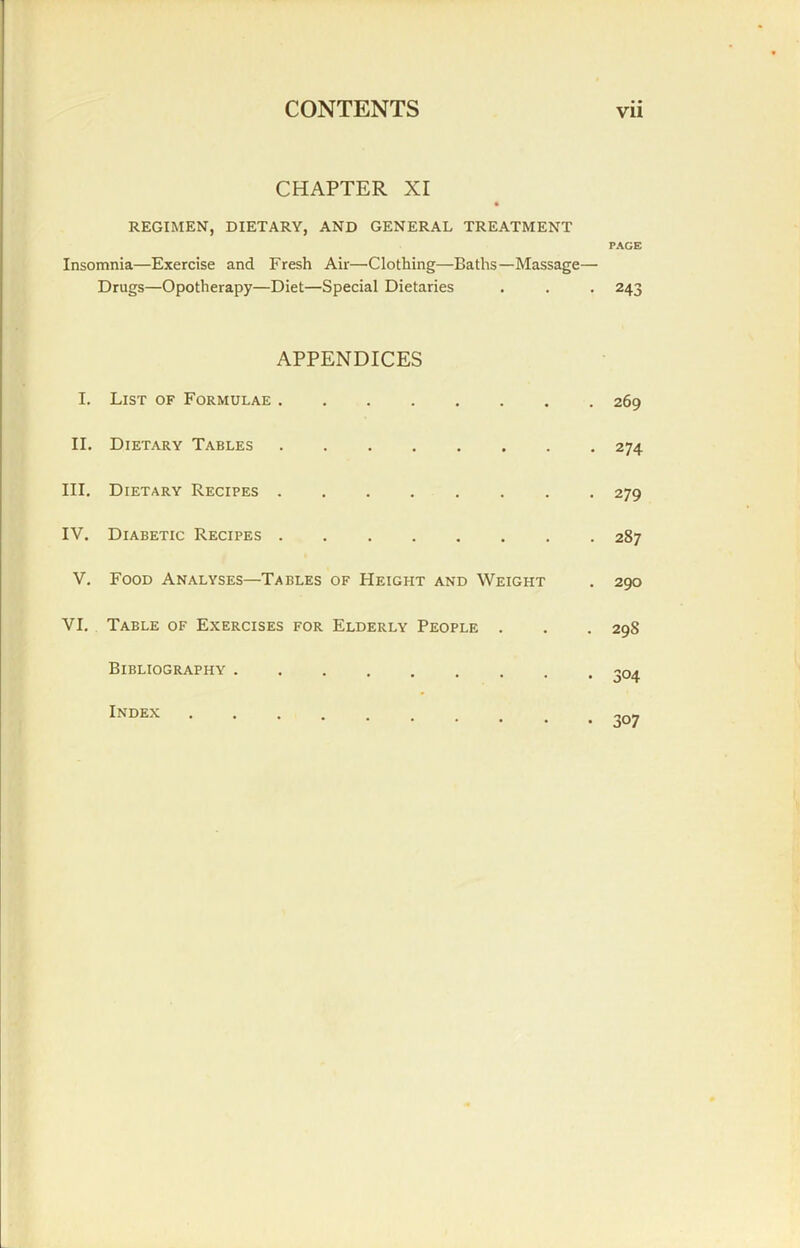 CONTENTS vii
CHAPTER XI
REGIMEN, DIETARY, AND GENERAL TREATMENT
PAGE
Insomnia—Exercise and Fresh Air—Clothing—Baths—Massage—
Drugs—Opotherapy—Diet—Special Dietaries . . . 243
APPENDICES
I. List of Formulae . . . . . . . . 269
II. Dietary Tables . . . . . . . . 274
III. Dietary Recipes . . . . . . . . 279
IV. Diabetic Recipes . . . . . . . . 287
V. Food Analyses—Tables of Height and Weight . 290
VI. Table of Exercises for Elderly People . . . 298
Bibliography . . . . . . . . . 304
Index . . . . . . . . . . 307